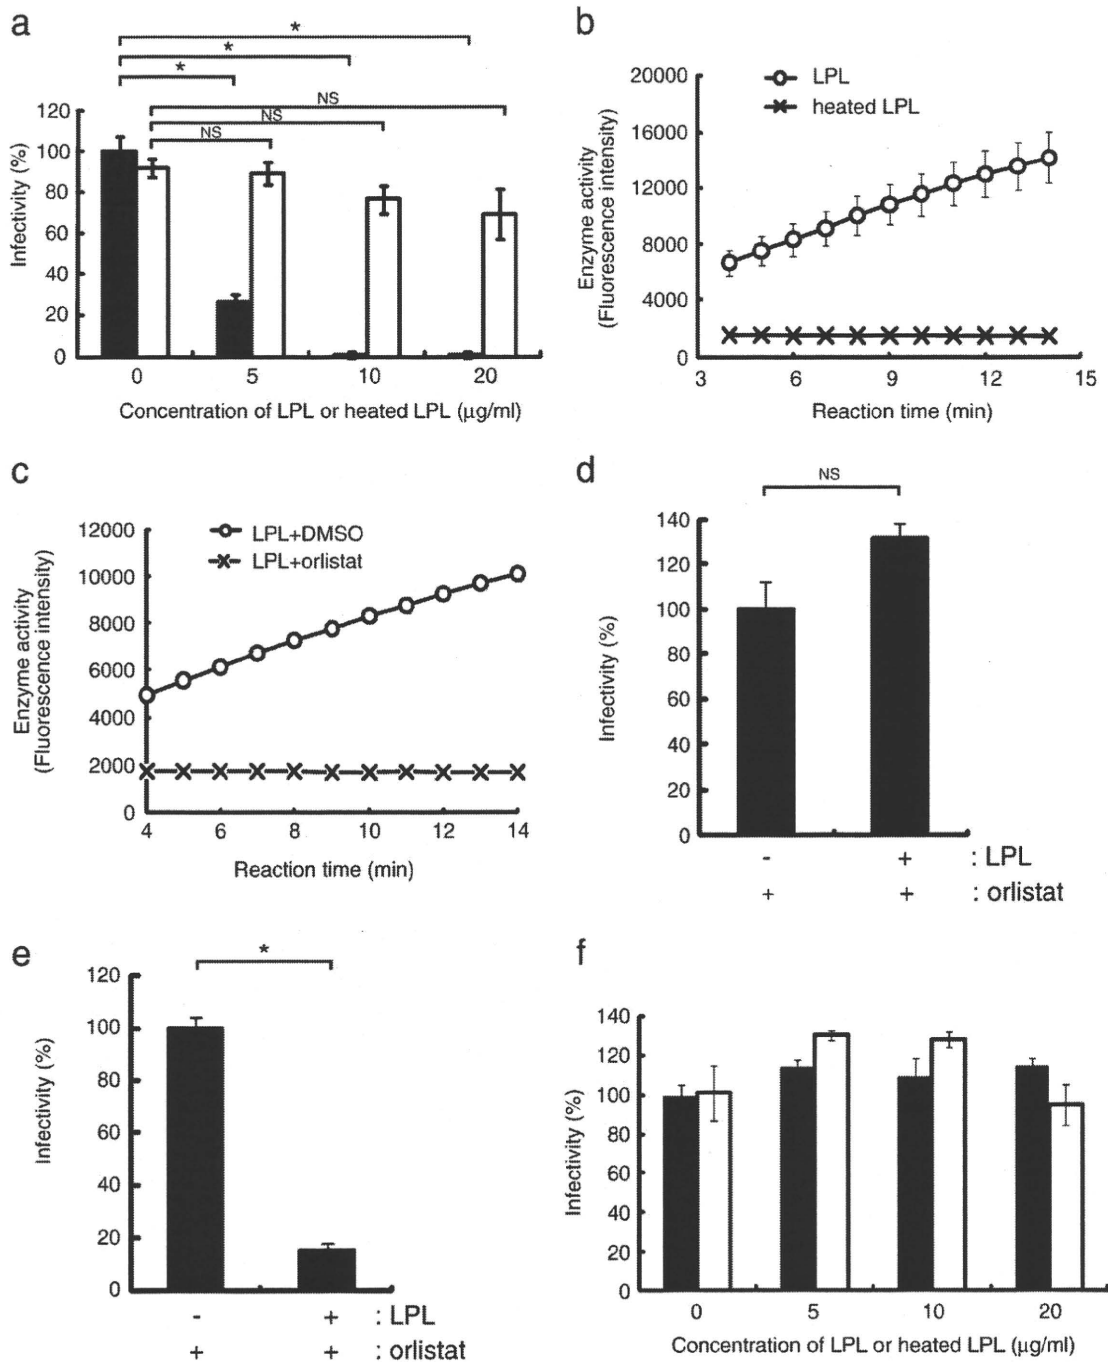 a
*
*
*
NS
NS
NS
120
100
80
60
40
20
0
Infectivity (%)
0 5 10 20
Concentration of LPL or heated LPL (μg/ml)
b
LPL
heated LPL
20000
16000
12000
8000
4000
0
Enzyme activity
(Fluorescence intensity)
3 6 9 12 15
Reaction time (min)
c
LPL+DMSO
LPL+orlistat
12000
10000
8000
6000
4000
2000
0
Enzyme activity
(Fluorescence intensity)
4 6 8 10 12 14
Reaction time (min)
d
NS
140
120
100
80
60
40
20
0
Infectivity (%)
- + : LPL
+ + : orlistat
e
*
120
100
80
60
40
20
0
Infectivity (%)
- + : LPL
+ + : orlistat
f
140
120
100
80
60
40
20
0
Infectivity (%)
0 5 10 20
Concentration of LPL or heated LPL (μg/ml)